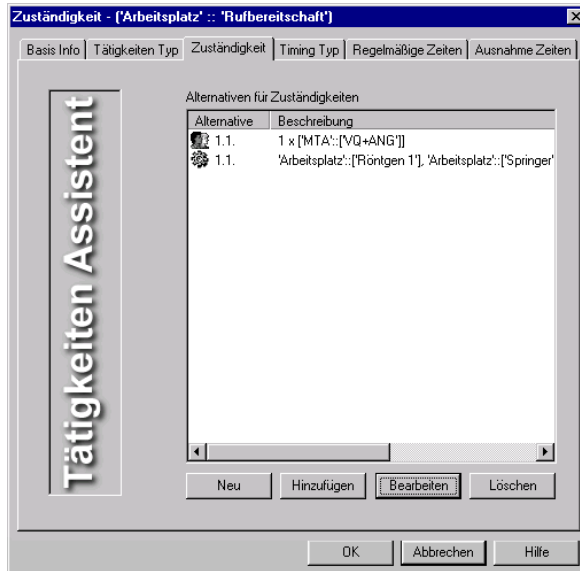 Zuständigkeit - ('Arbeitsplatz' :: 'Rufbereitschaft')
Basis Info Tätigkeiten Typ Zuständigkeit Timing Typ Regelmäßige Zeiten Ausnahme Zeiten
Tätigkeiten Assistent
Alternativen für Zuständigkeiten
Alternative Beschreibung
1.1. 1 x ['MTA'::['VQ+ANG']]
1.1. 'Arbeitsplatz'::['Röntgen 1'], 'Arbeitsplatz'::['Springer'
Neu Hinzufügen Bearbeiten Löschen
OK Abbrechen Hilfe